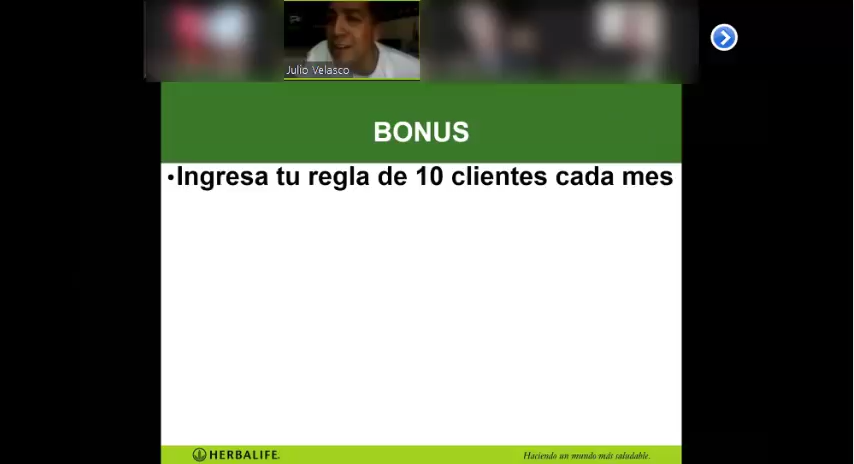 Julio Velasco
BONUS
•Ingresa tu regla de 10 clientes cada mes
HERBALIFE.
Haciendo un mundo más saludable.